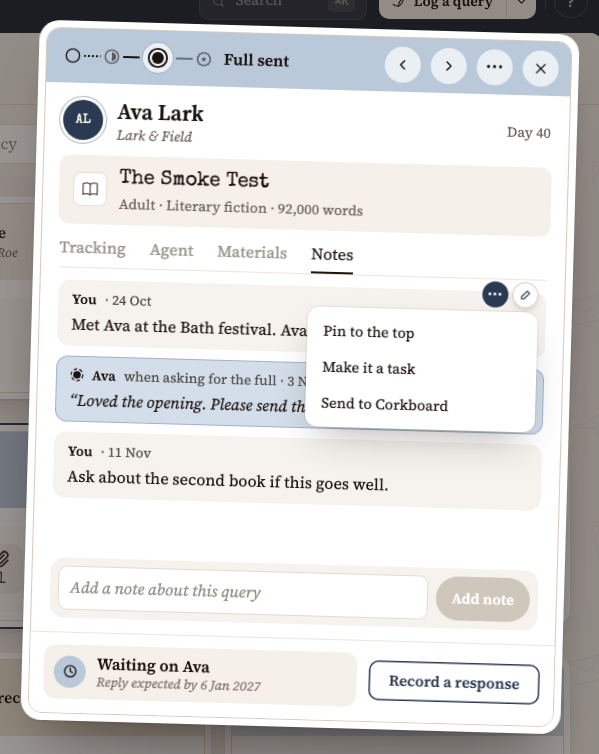 Search
⌘K
Log a query
?
Full sent
AL
Ava Lark
Lark & Field
Day 40
The Smoke Test
Adult · Literary fiction · 92,000 words
Tracking
Agent
Materials
Notes
You · 24 Oct
Met Ava at the Bath festival. Ava
Pin to the top
Make it a task
Send to Corkboard
Ava when asking for the full · 3 N
“Loved the opening. Please send th
You · 11 Nov
Ask about the second book if this goes well.
Add a note about this query
Add note
Waiting on Ava
Reply expected by 6 Jan 2027
Record a response
cy
e
Roe
1
rec